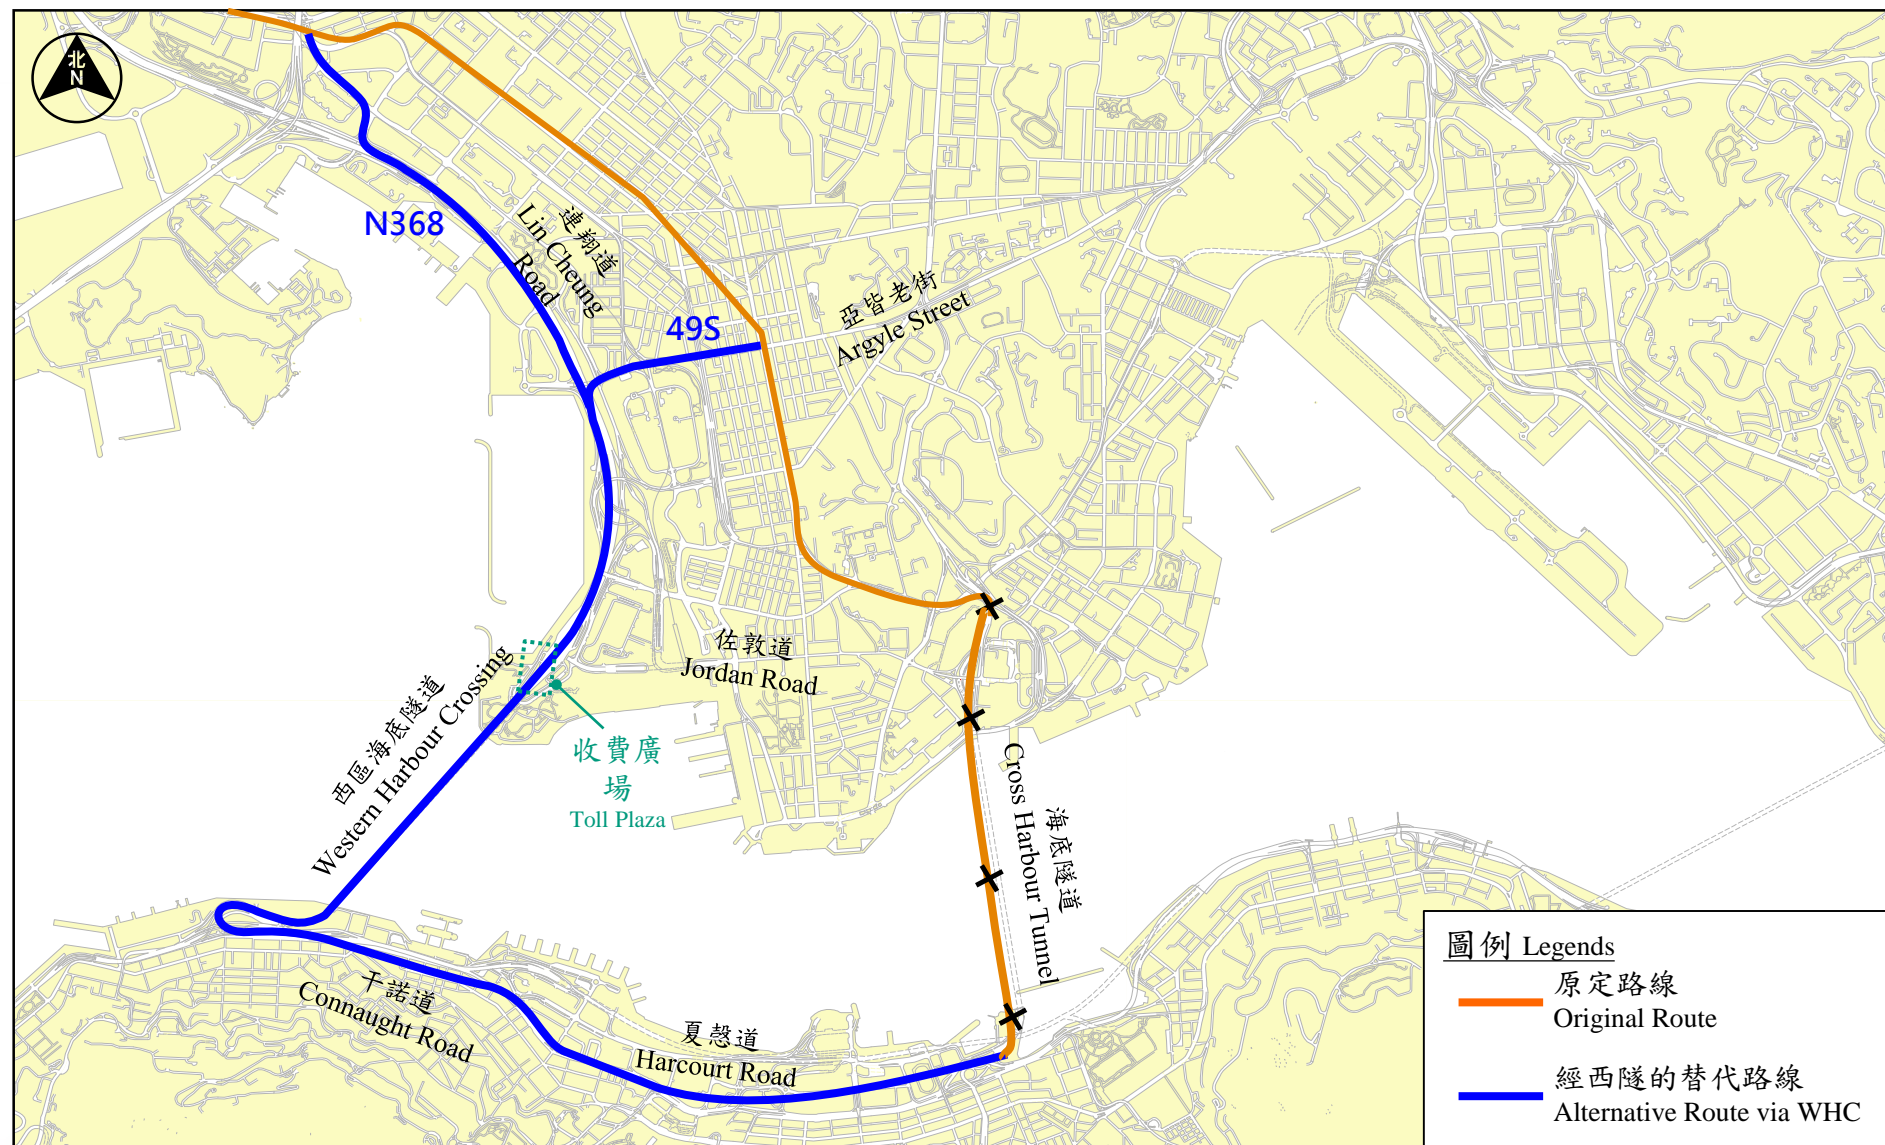 北
N
N368
連翔道
Lin Cheung
Road
49S
亞皆老街
Argyle Street
佐敦道
Jordan Road
西區海底隧道
Western Harbour Crossing
收費廣
場
Toll Plaza
海底隧道
Cross Harbour Tunnel
干諾道
Connaught Road
夏慤道
Harcourt Road
圖例 Legends
原定路線
Original Route
經西隧的替代路線
Alternative Route via WHC